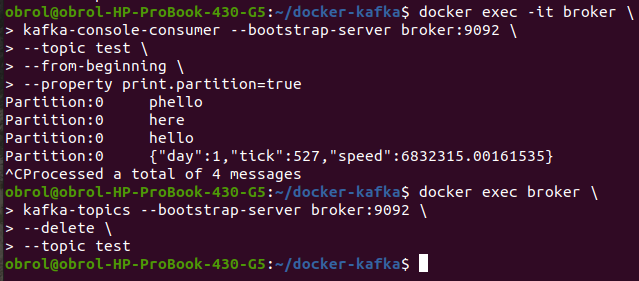 obrol@obrol-HP-ProBook-430-G5:~/docker-kafka$ docker exec -it broker \
> kafka-console-consumer --bootstrap-server broker:9092 \
> --topic test \
> --from-beginning \
> --property print.partition=true
Partition:0	phello
Partition:0	here
Partition:0	hello
Partition:0	{"day":1,"tick":527,"speed":6832315.00161535}
^CProcessed a total of 4 messages
obrol@obrol-HP-ProBook-430-G5:~/docker-kafka$ docker exec broker \
> kafka-topics --bootstrap-server broker:9092 \
> --delete \
> --topic test
obrol@obrol-HP-ProBook-430-G5:~/docker-kafka$